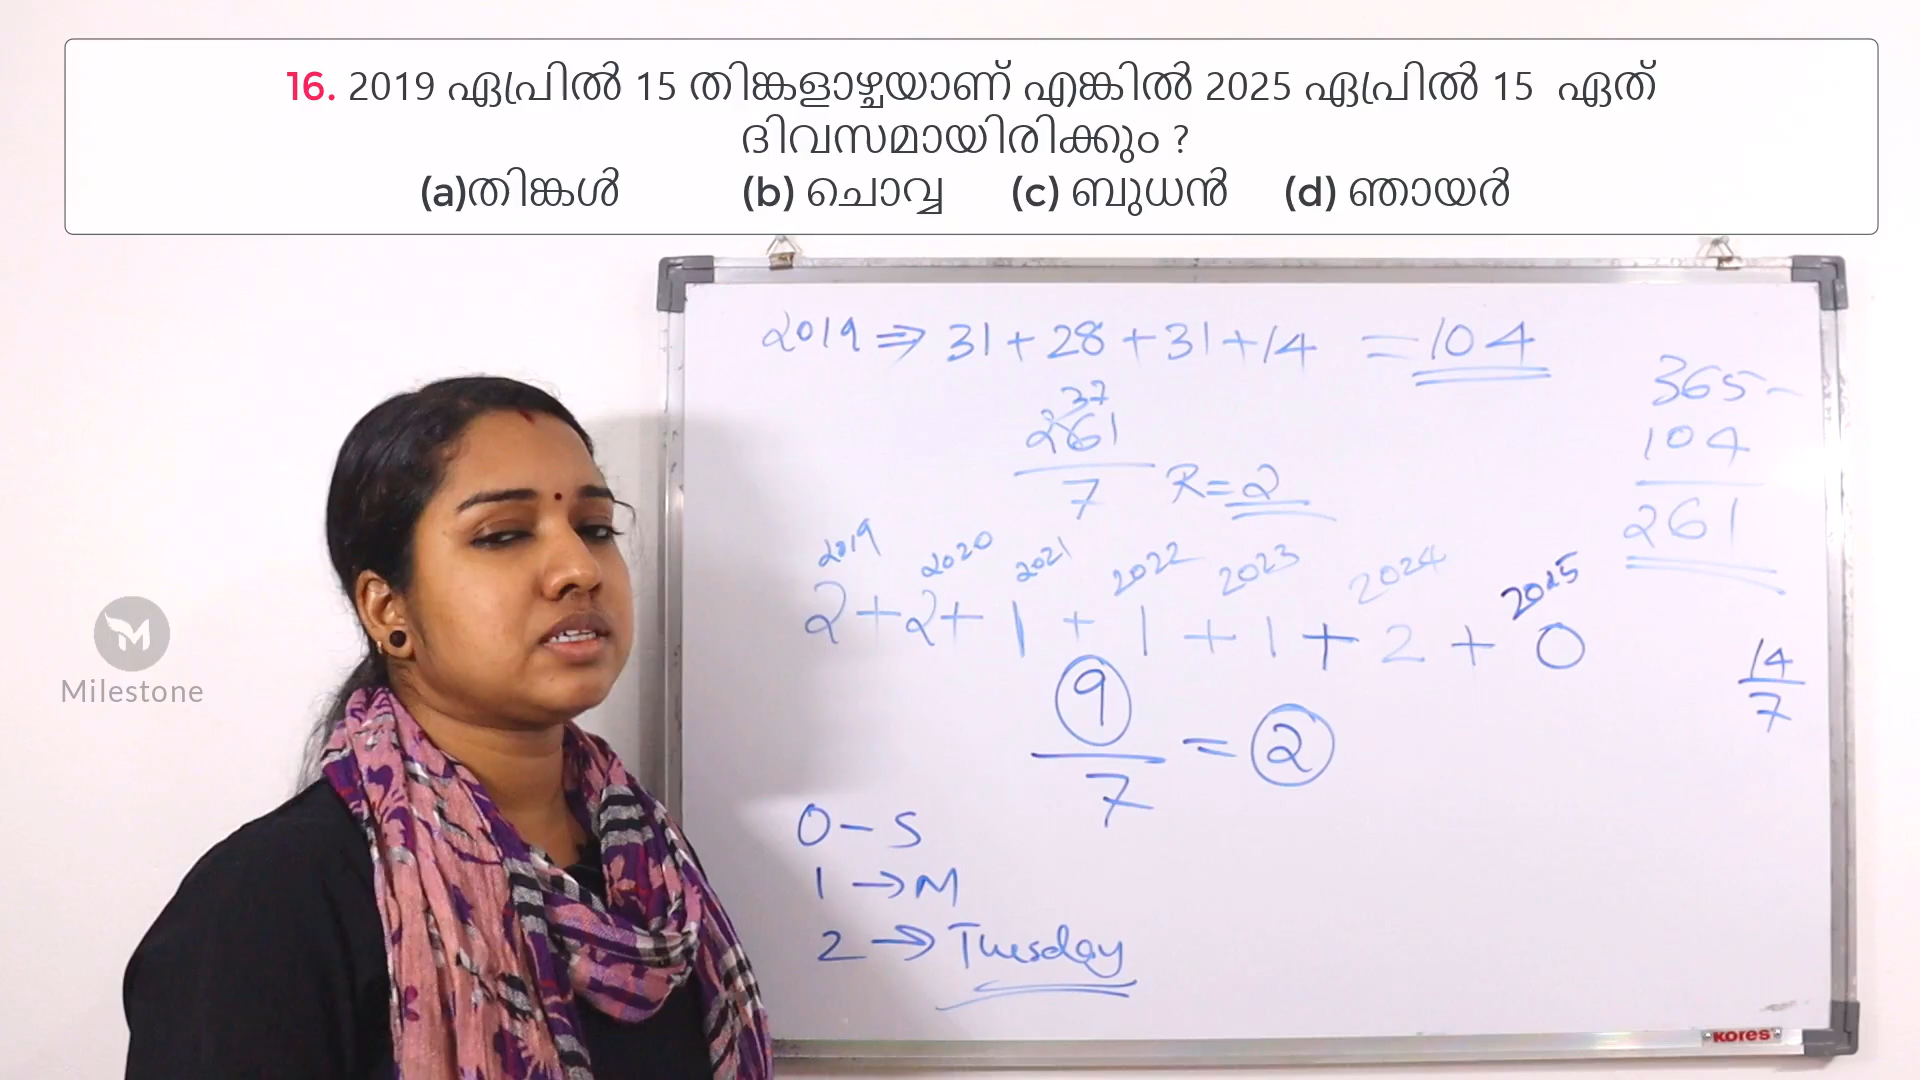 16. 2019 ഏപ്രിൽ 15 തിങ്കളാഴ്ചയാണ് എങ്കിൽ 2025 ഏപ്രിൽ 15 ഏത്
ദിവസമായിരിക്കും ?
(a)തിങ്കൾ (b) ചൊവ്വ (c) ബുധൻ (d) ഞായർ
2019 ⇒ 31+28+31+14 = 104
37
261
7 R=2
365-
104
261
2019 2020 2021 2022 2023 2024 2025
2+2+1+1+1+2+0
14
7
9
7 = 2
0 - S
1 → M
2 → Tuesday
Milestone
KORES